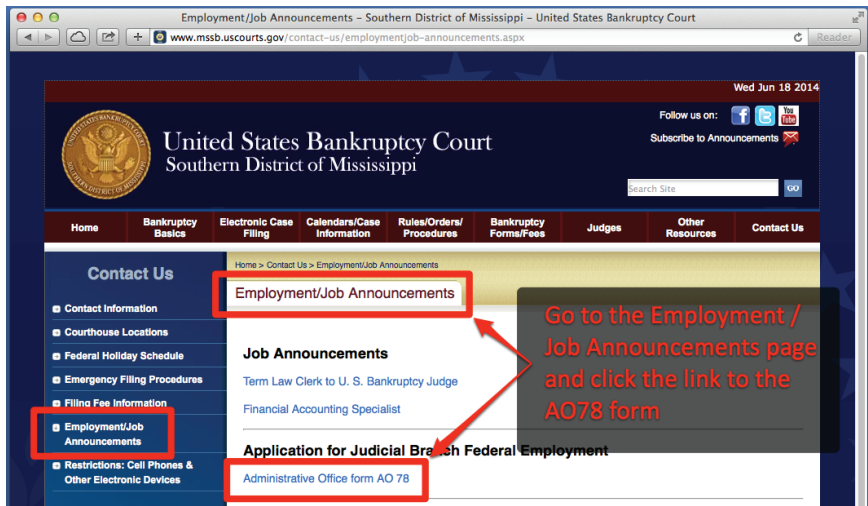 Employment/Job Announcements – Southern District of Mississippi – United States Bankruptcy Court
www.mssb.uscourts.gov/contact-us/employmentjob-announcements.aspx
Reader
Wed Jun 18 2014
Follow us on:
You
Tube
Subscribe to Announcements
United States Bankruptcy Court
Southern District of Mississippi
Search Site
GO
Home
Bankruptcy
Basics
Electronic Case
Filing
Calendars/Case
Information
Rules/Orders/
Procedures
Bankruptcy
Forms/Fees
Judges
Other
Resources
Contact Us
Contact Us
Contact Information
Courthouse Locations
Federal Holiday Schedule
Emergency Filing Procedures
Filing Fee Information
Employment/Job
Announcements
Restrictions: Cell Phones &
Other Electronic Devices
Home > Contact Us > Employment/Job Announcements
Employment/Job Announcements
Job Announcements
Term Law Clerk to U. S. Bankruptcy Judge
Financial Accounting Specialist
Application for Judicial Branch Federal Employment
Administrative Office form AO 78
Go to the Employment /
Job Announcements page
and click the link to the
AO78 form